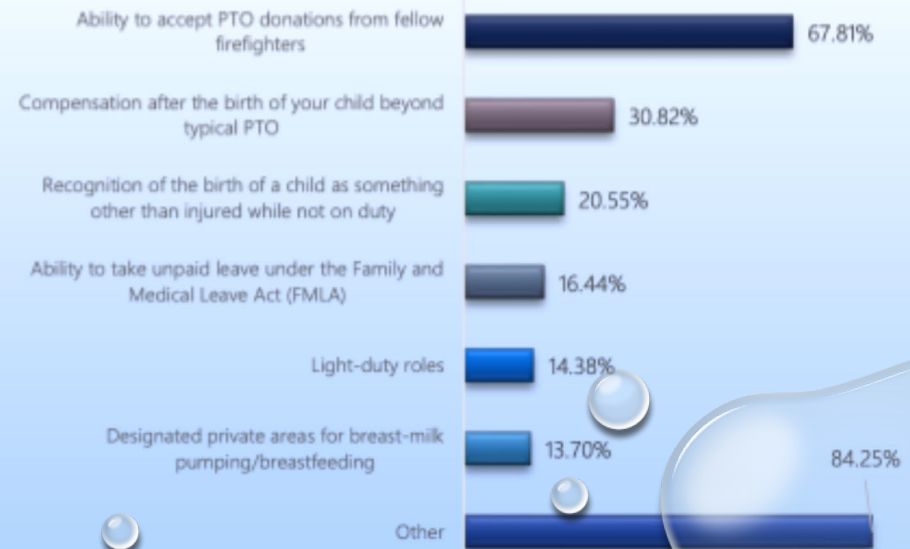 Ability to accept PTO donations from fellow
firefighters
67.81%
Compensation after the birth of your child beyond
typical PTO
30.82%
Recognition of the birth of a child as something
other than injured while not on duty
20.55%
Ability to take unpaid leave under the Family and
Medical Leave Act (FMLA)
16.44%
Light-duty roles
14.38%
Designated private areas for breast-milk
pumping/breastfeeding
13.70%
84.25%
Other